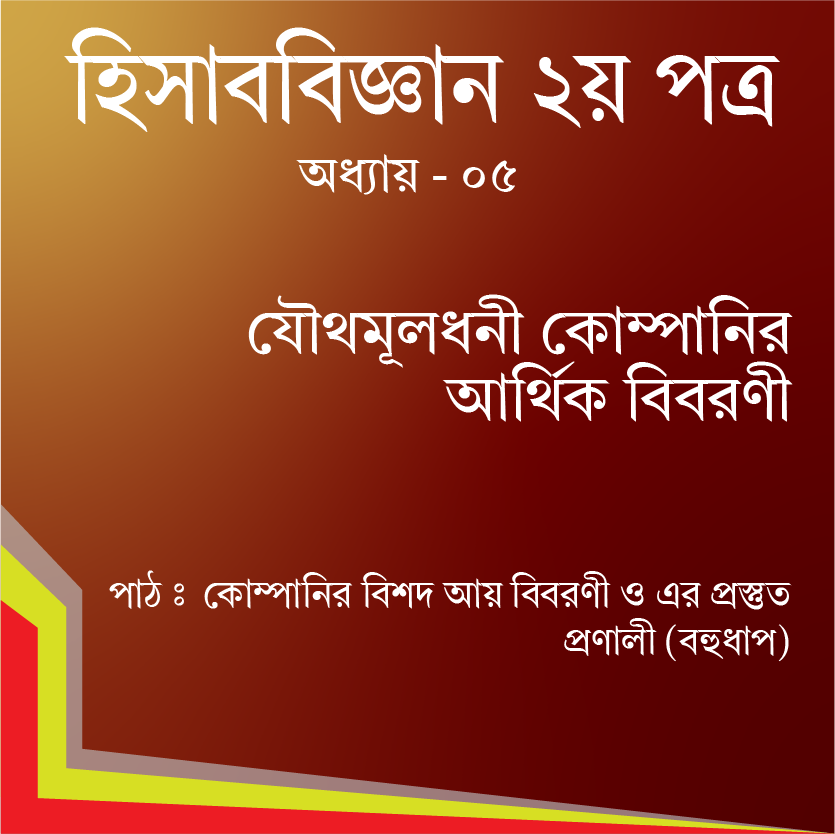 হিসাববিজ্ঞান ২য় পত্র
অধ্যায় - ০৫
যৌথমূলধনী কোম্পানির
আর্থিক বিবরণী
পাঠ ঃ কোম্পানির বিশদ আয় বিবরণী ও এর প্রস্তুত
প্রণালী (বহুধাপ)